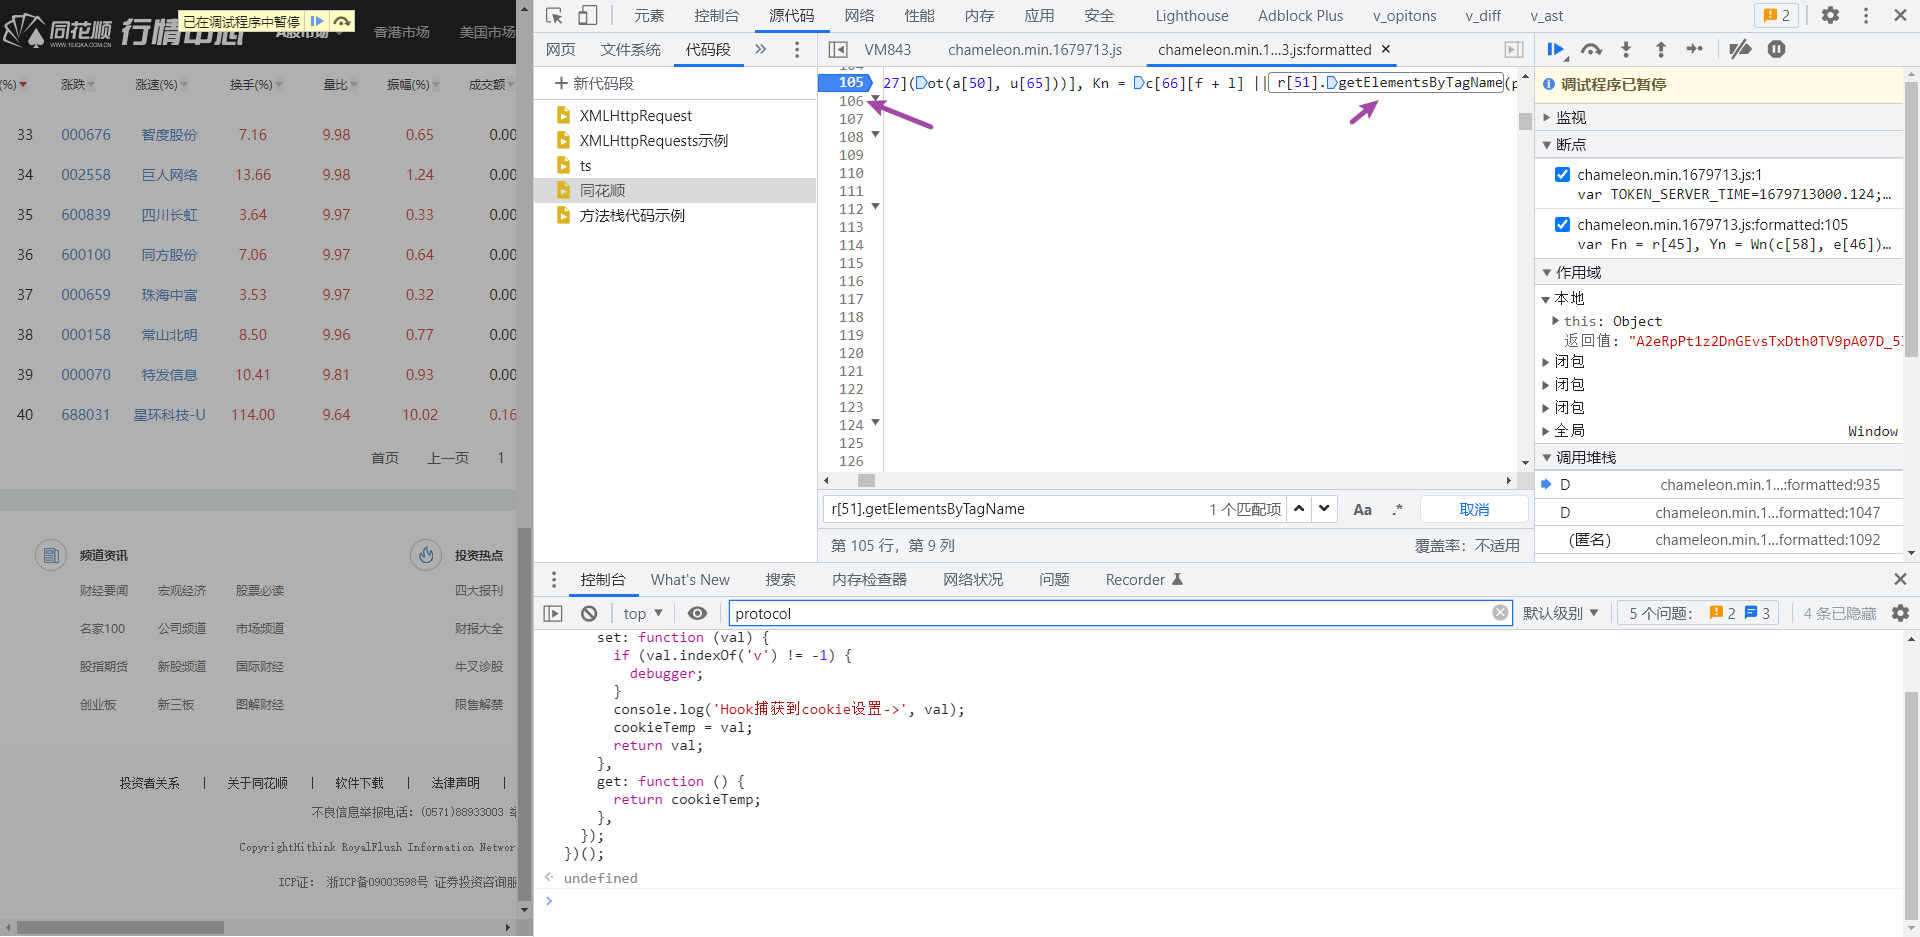 同花顺 行情中心
WWW.10JQKA.COM.CN
已在调试程序中暂停
A股市场 香港市场 美国市场
(%) 涨跌 涨速(%) 换手(%) 量比 振幅(%) 成交额
33 000676 智度股份 7.16 9.98 0.65 0.00
34 002558 巨人网络 13.66 9.98 1.24 0.00
35 600839 四川长虹 3.64 9.97 0.33 0.00
36 600100 同方股份 7.06 9.97 0.64 0.00
37 000659 珠海中富 3.53 9.97 0.32 0.00
38 000158 常山北明 8.50 9.96 0.77 0.00
39 000070 特发信息 10.41 9.81 0.93 0.00
40 688031 星环科技-U 114.00 9.64 10.02 0.16
首页 上一页 1
频道资讯 投资热点
财经要闻 宏观经济 股票必读 四大报刊
名家100 公司频道 市场频道 财报大全
股指期货 新股频道 国际财经 牛叉诊股
创业板 新三板 图解财经 限售解禁
投资者关系 | 关于同花顺 | 软件下载 | 法律声明 |
不良信息举报电话：(0571)88933003
CopyrightHithink RoyalFlush Information Networ
ICP证： 浙ICP备09003598号 证券投资咨询服
元素 控制台 源代码 网络 性能 内存 应用 安全 Lighthouse Adblock Plus v_opitons v_diff v_ast 2
网页 文件系统 代码段 »
新代码段
XMLHttpRequest
XMLHttpRequests示例
ts
同花顺
方法栈代码示例
VM843 chameleon.min.1679713.js chameleon.min.1...3.js:formatted
104
105 27](ot(a[50], u[65]))], Kn = c[66][f + l] || r[51].getElementsByTagName(p
106
107
108
109
110
111
112
113
114
115
116
117
118
119
120
121
122
123
124
125
126
r[51].getElementsByTagName 1 个匹配项 Aa .* 取消
第 105 行，第 9 列 覆盖率：不适用
调试程序已暂停
监视
断点
chameleon.min.1679713.js:1
var TOKEN_SERVER_TIME=1679713000.124;…
chameleon.min.1679713.js:formatted:105
var Fn = r[45], Yn = Wn(c[58], e[46])…
作用域
本地
this: Object
返回值: "A2eRpPt1z2DnGEvsTxDth0TV9pA07D_5
闭包
闭包
闭包
全局 Window
调用堆栈
D chameleon.min.1...:formatted:935
D chameleon.min.1...formatted:1047
(匿名) chameleon.min.1...formatted:1092
控制台 What's New 搜索 内存检查器 网络状况 问题 Recorder
top protocol 默认级别 5 个问题: 2 3 4 条已隐藏
set: function (val) {
if (val.indexOf('v') != -1) {
debugger;
}
console.log('Hook捕获到cookie设置->', val);
cookieTemp = val;
return val;
},
get: function () {
return cookieTemp;
},
});
})();
undefined